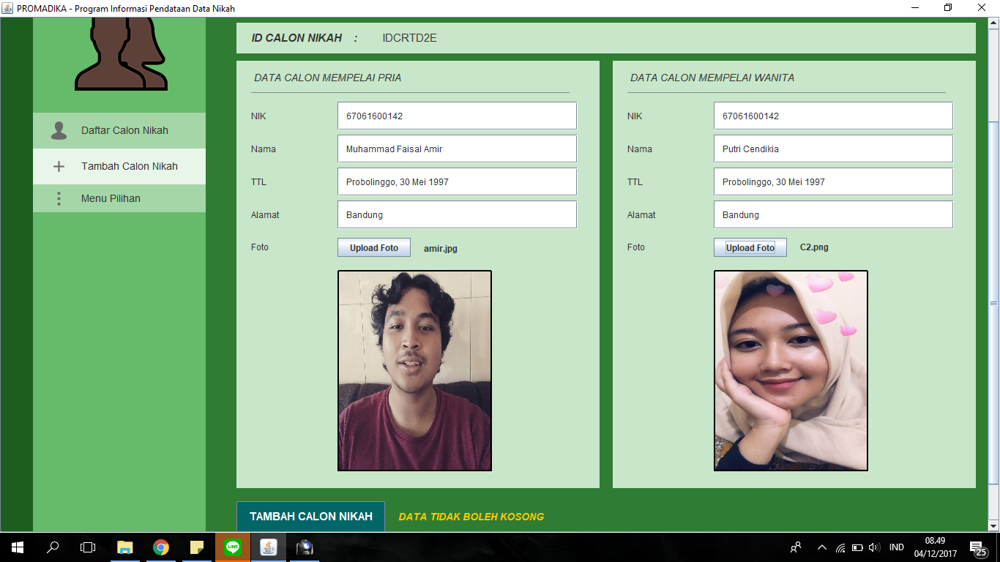 PROMADIKA - Program Informasi Pendataan Data Nikah
ID CALON NIKAH : IDCRTD2E
Daftar Calon Nikah
Tambah Calon Nikah
Menu Pilihan
DATA CALON MEMPELAI PRIA
NIK 67061600142
Nama Muhammad Faisal Amir
TTL Probolinggo, 30 Mei 1997
Alamat Bandung
Foto Upload Foto amir.jpg
DATA CALON MEMPELAI WANITA
NIK 67061600142
Nama Putri Cendikia
TTL Probolinggo, 30 Mei 1997
Alamat Bandung
Foto Upload Foto C2.png
TAMBAH CALON NIKAH DATA TIDAK BOLEH KOSONG
LINE
IND
08.49
04/12/2017
25